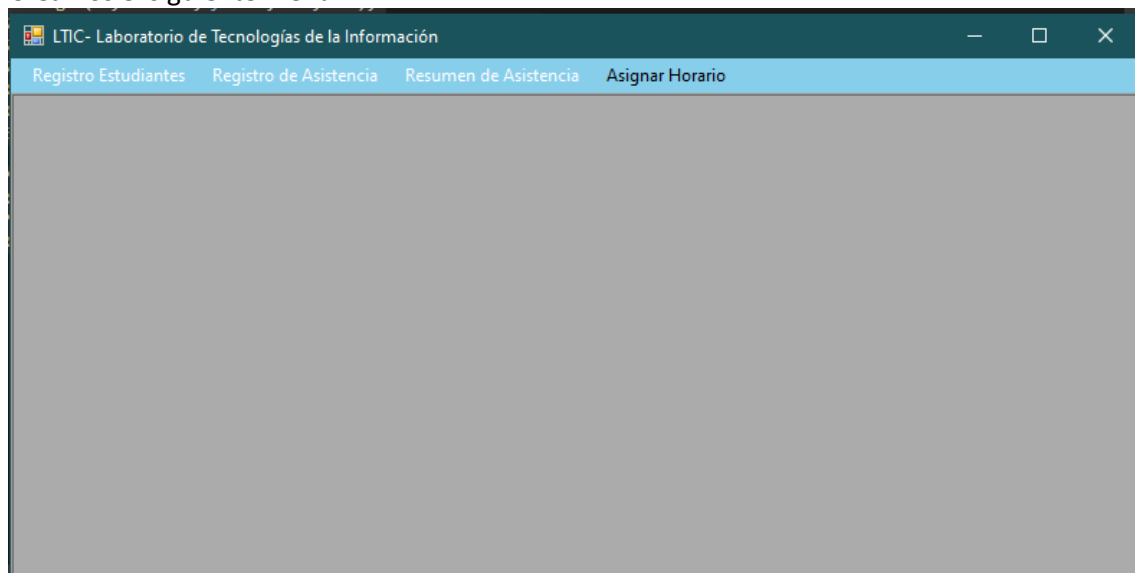 LTIC- Laboratorio de Tecnologías de la Información
Registro Estudiantes Registro de Asistencia Resumen de Asistencia Asignar Horario